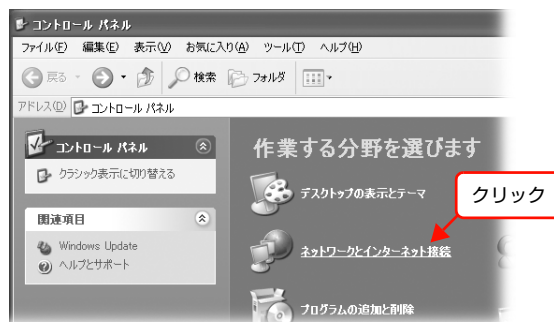 コントロール パネル
ファイル(F) 編集(E) 表示(V) お気に入り(A) ツール(T) ヘルプ(H)
戻る 検索 フォルダ
アドレス(D) コントロール パネル
コントロール パネル
クラシック表示に切り替える
関連項目
Windows Update
ヘルプとサポート
作業する分野を選びます
デスクトップの表示とテーマ
クリック
ネットワークとインターネット接続
プログラムの追加と削除